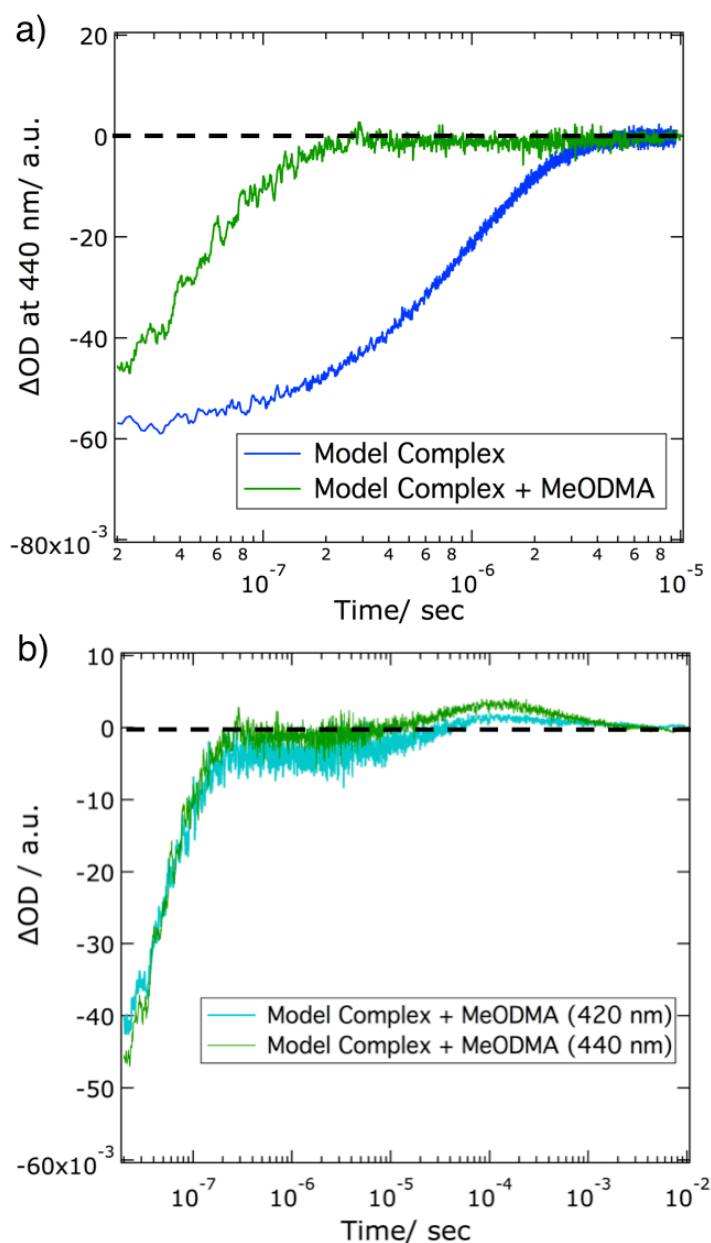 a)
20
0
-20
-40
-60
-80x10-3
ΔOD at 440 nm/ a.u.
Model Complex
Model Complex + MeODMA
2 4 6 8 2 4 6 8 2 4 6 8
10-7 10-6 10-5
Time/ sec
b)
10
0
-10
-20
-30
-40
-50
-60x10-3
ΔOD / a.u.
Model Complex + MeODMA (420 nm)
Model Complex + MeODMA (440 nm)
10-7 10-6 10-5 10-4 10-3 10-2
Time/ sec